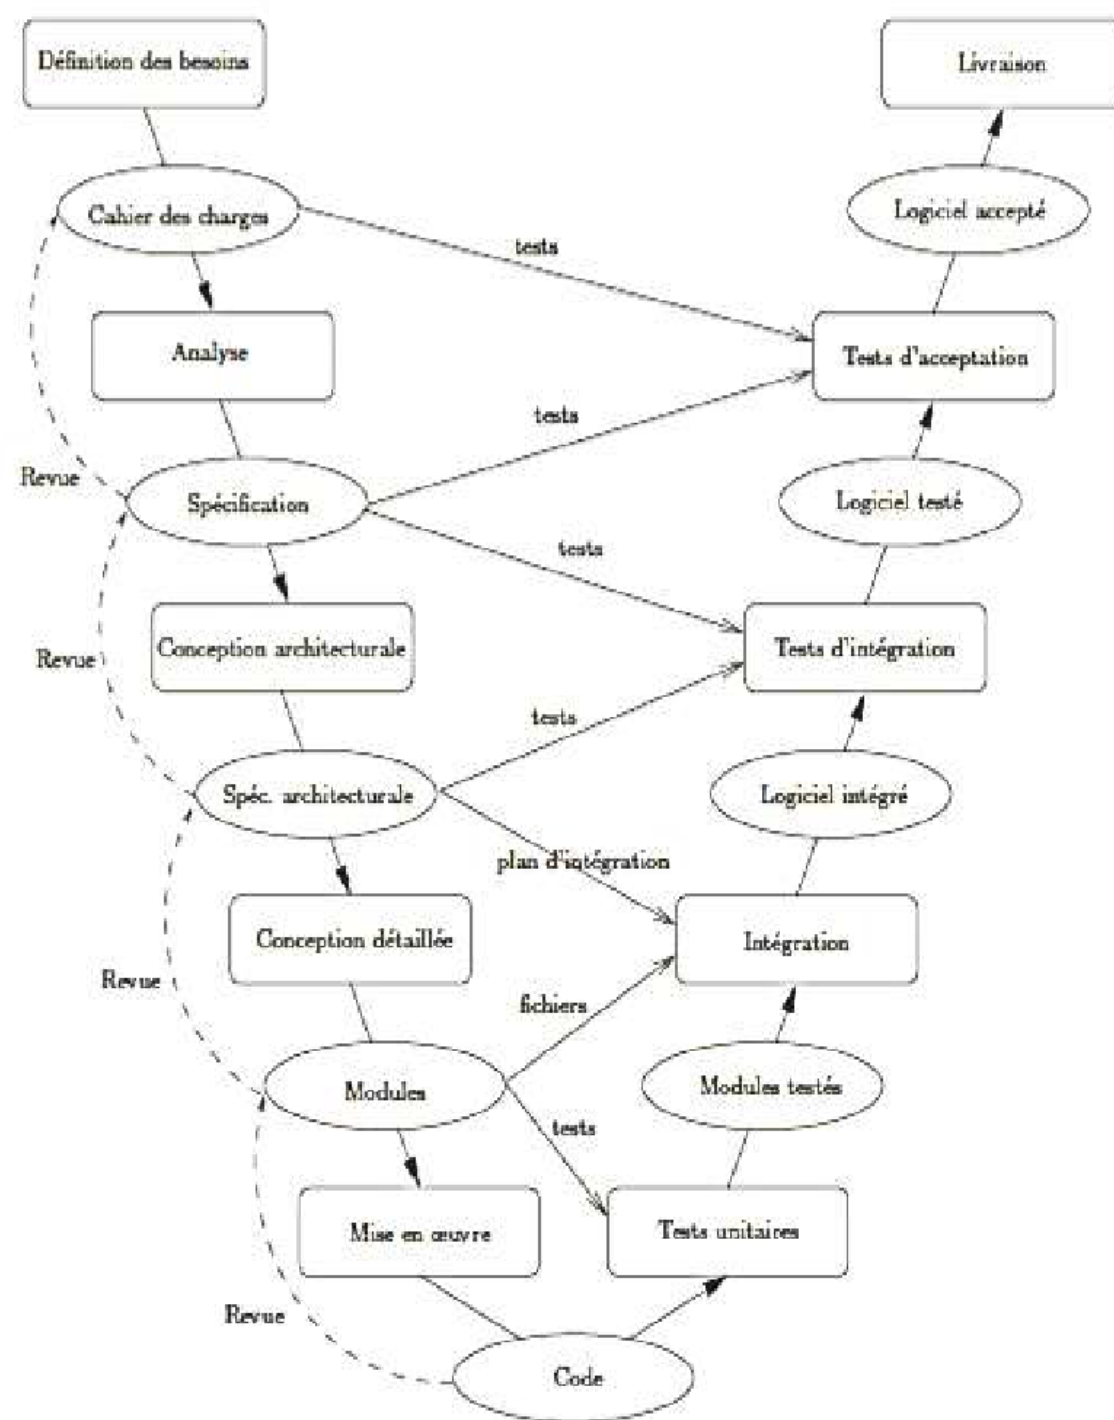 Définition des besoins
Livraison
Cahier des charges
Logiciel accepté
tests
Analyse
Tests d'acceptation
tests
Revue
Spécification
Logiciel testé
tests
Conception architecturale
Tests d'intégration
Revue
tests
Spéc. architecturale
Logiciel intégré
plan d'intégration
Conception détaillée
Intégration
Revue
fichiers
Modules
Modules testés
tests
Mise en œuvre
Tests unitaires
Revue
Code